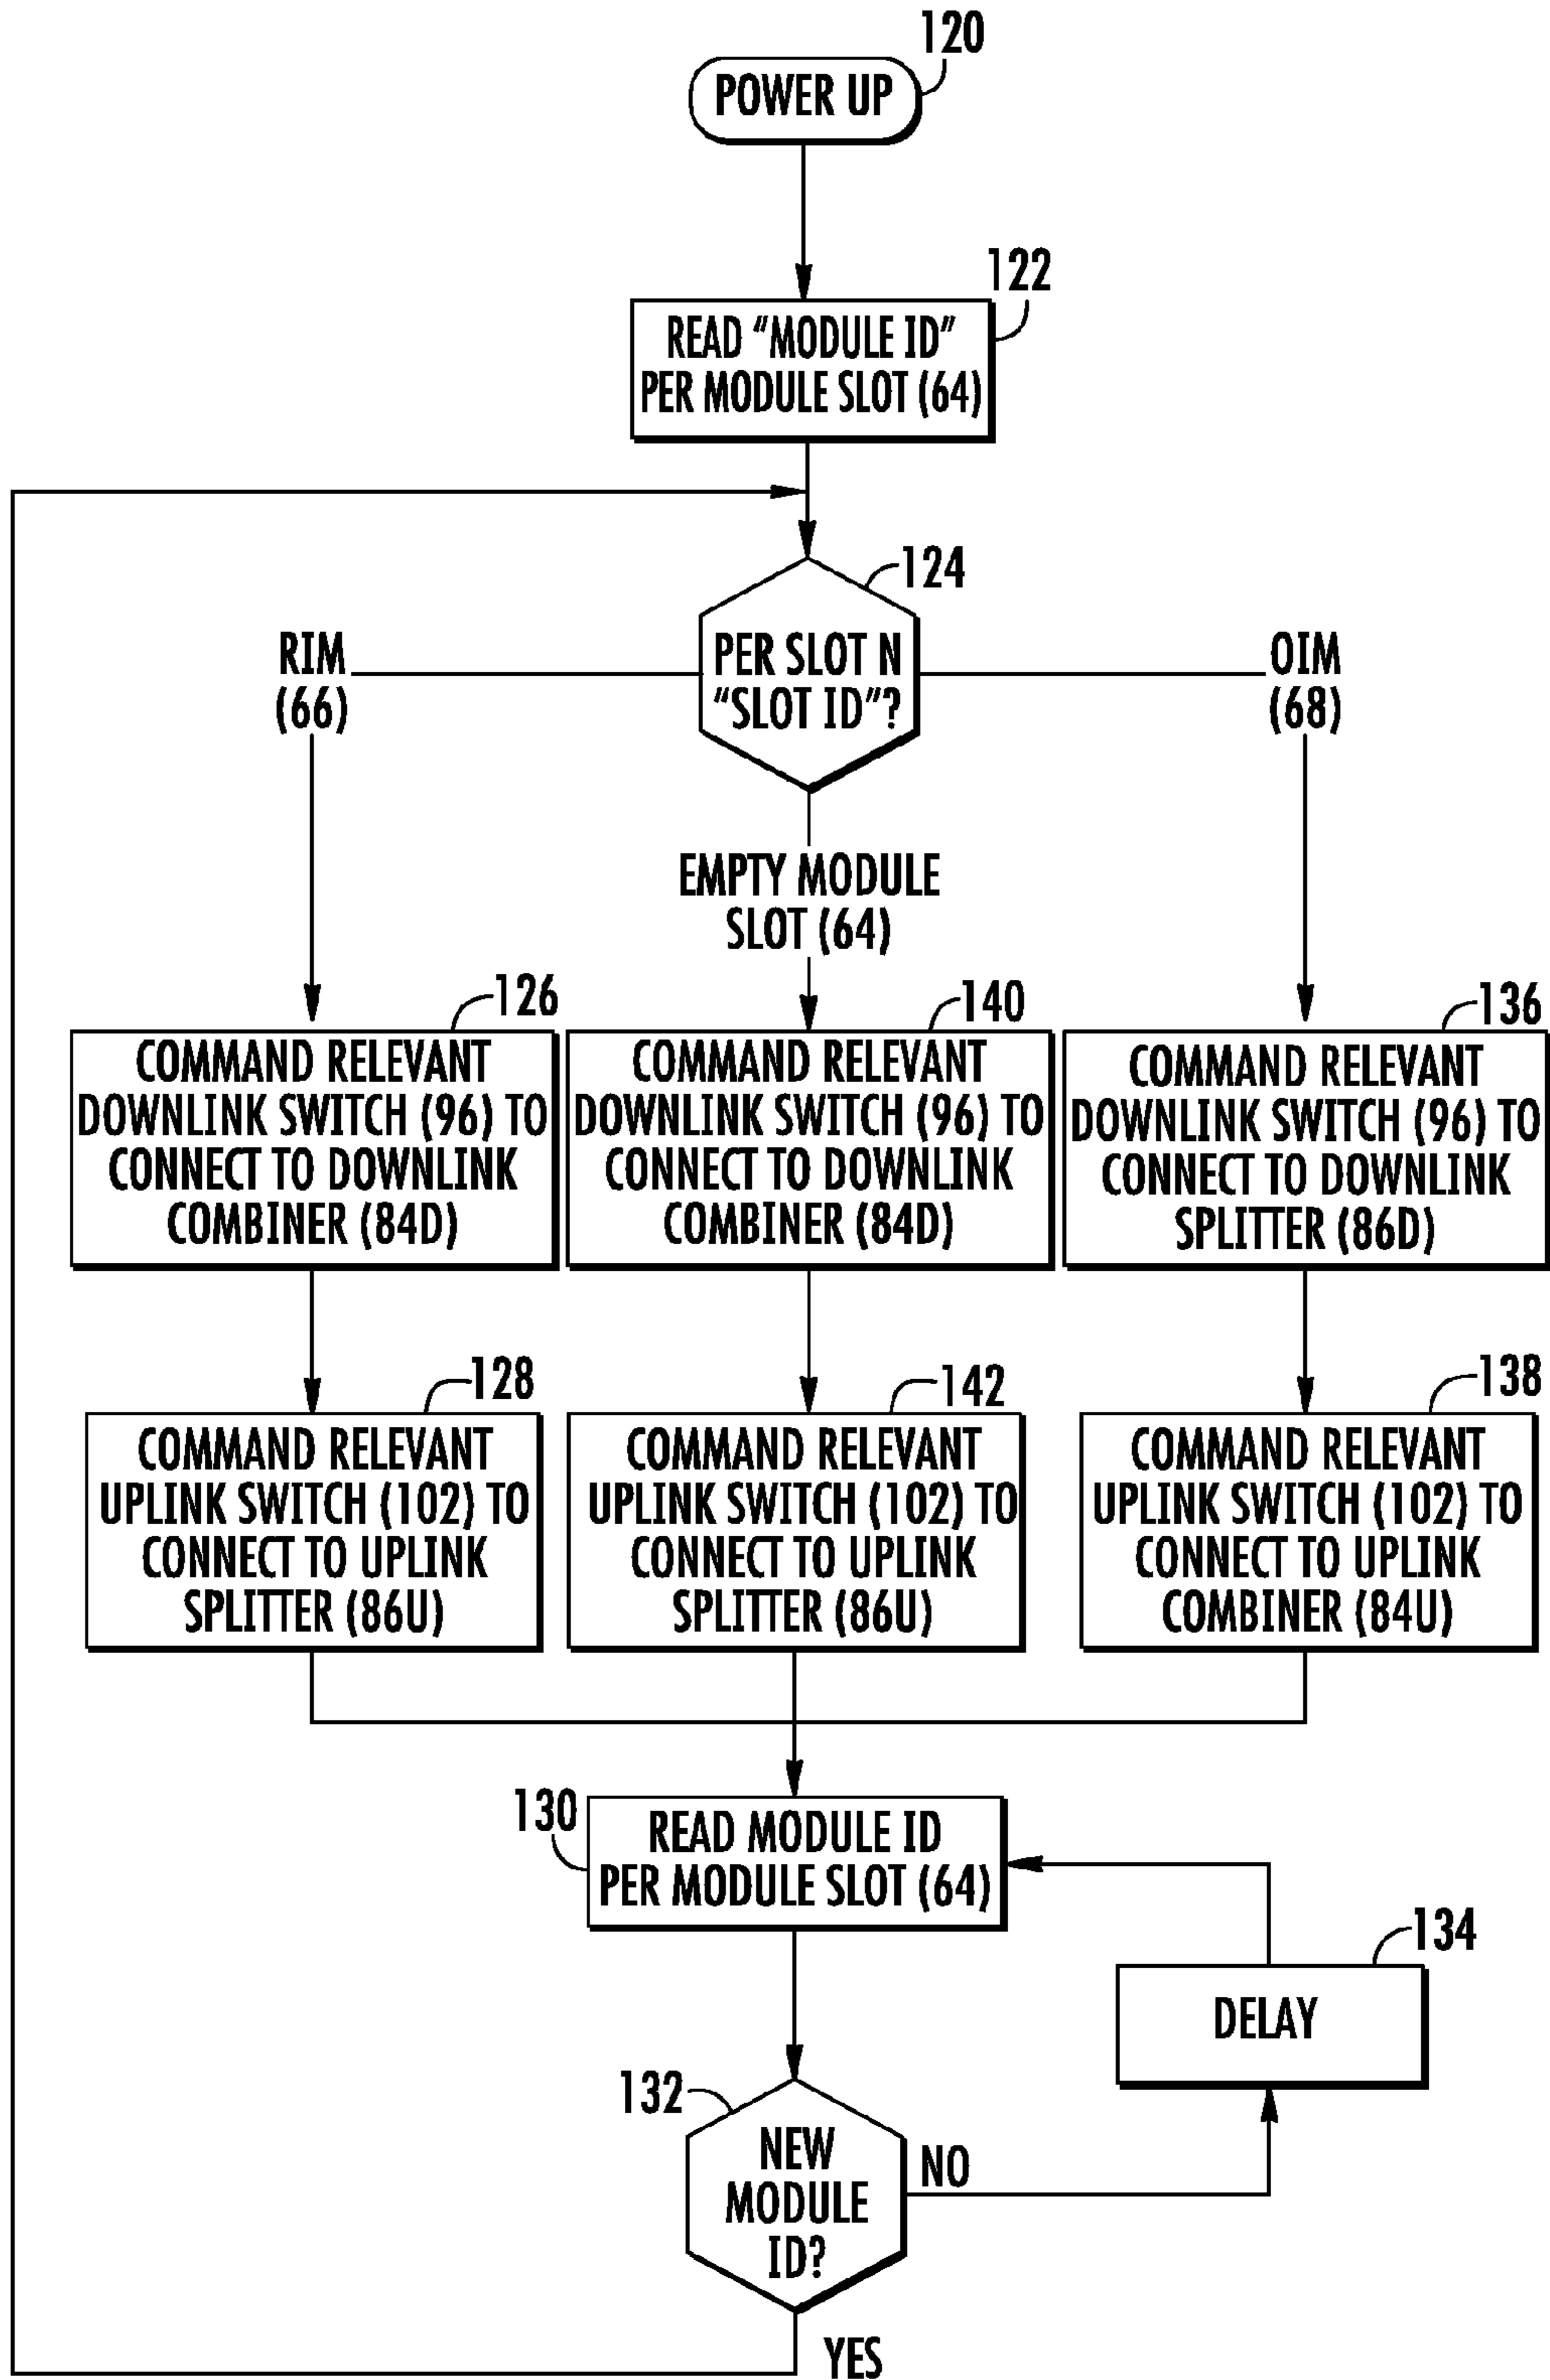 120
POWER UP
122
READ “MODULE ID”
PER MODULE SLOT (64)
124
PER SLOT N
“SLOT ID”?
RIM
(66)
OIM
(68)
EMPTY MODULE
SLOT (64)
126
COMMAND RELEVANT
DOWNLINK SWITCH (96) TO
CONNECT TO DOWNLINK
COMBINER (84D)
140
COMMAND RELEVANT
DOWNLINK SWITCH (96) TO
CONNECT TO DOWNLINK
COMBINER (84D)
136
COMMAND RELEVANT
DOWNLINK SWITCH (96) TO
CONNECT TO DOWNLINK
SPLITTER (86D)
128
COMMAND RELEVANT
UPLINK SWITCH (102) TO
CONNECT TO UPLINK
SPLITTER (86U)
142
COMMAND RELEVANT
UPLINK SWITCH (102) TO
CONNECT TO UPLINK
SPLITTER (86U)
138
COMMAND RELEVANT
UPLINK SWITCH (102) TO
CONNECT TO UPLINK
COMBINER (84U)
130
READ MODULE ID
PER MODULE SLOT (64)
134
DELAY
132
NEW
MODULE
ID?
NO
YES